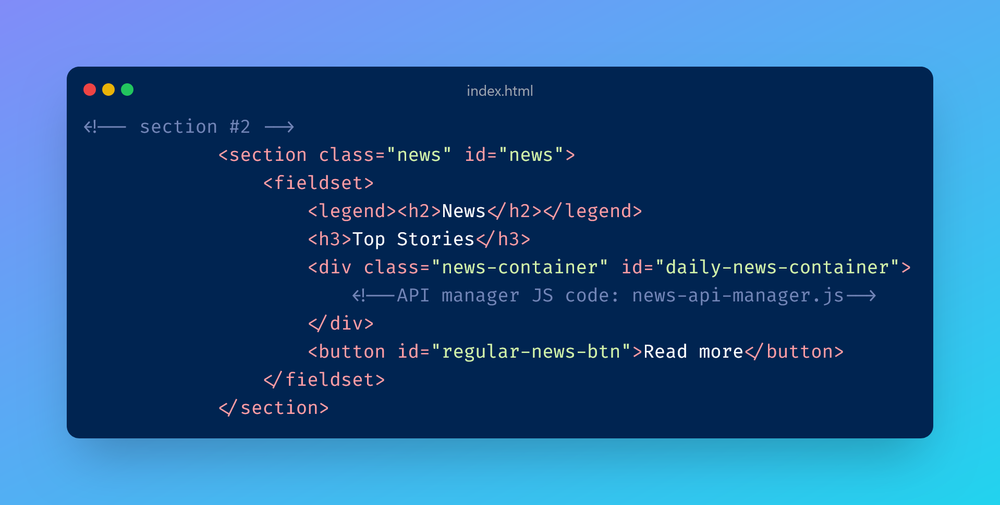 index.html
<!-- section #2 -->
<section class="news" id="news">
<fieldset>
<legend><h2>News</h2></legend>
<h3>Top Stories</h3>
<div class="news-container" id="daily-news-container">
<!--API manager JS code: news-api-manager.js-->
</div>
<button id="regular-news-btn">Read more</button>
</fieldset>
</section>